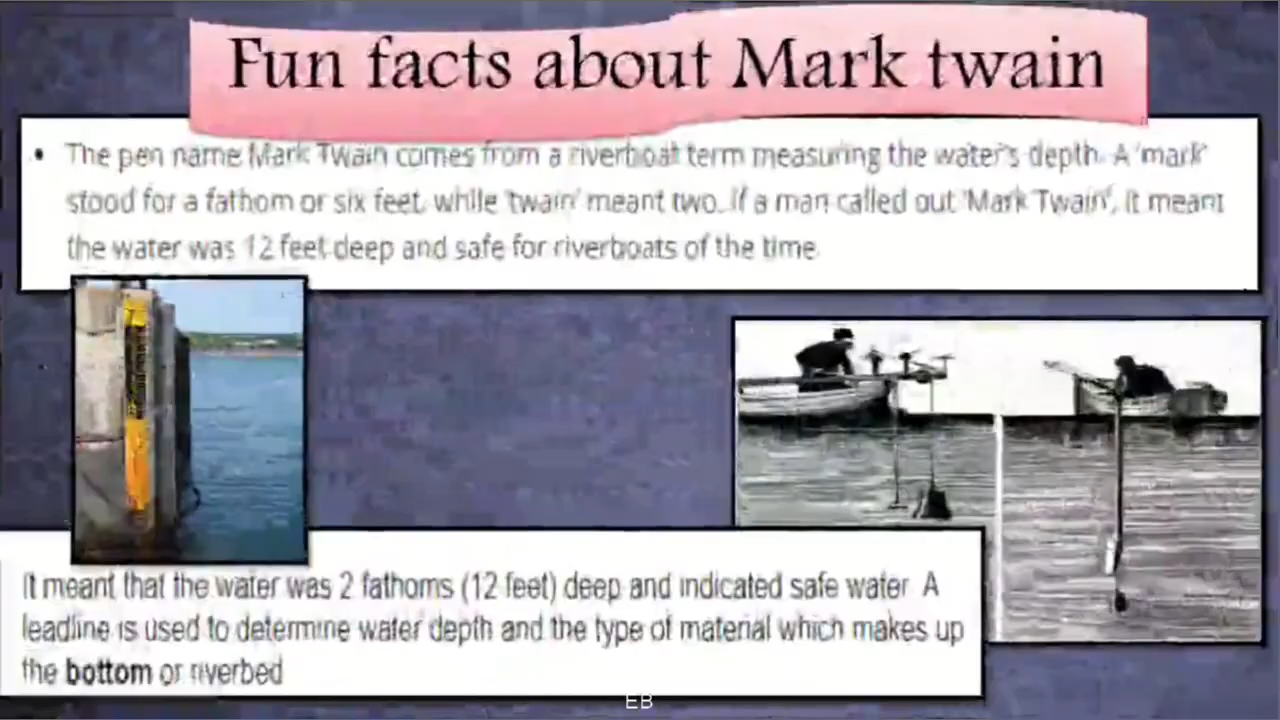 Fun facts about Mark twain
• The pen name Mark Twain comes from a riverboat term measuring the water's depth. A 'mark'
stood for a fathom or six feet, while 'twain' meant two. If a man called out 'Mark Twain', it meant
the water was 12 feet deep and safe for riverboats of the time.
It meant that the water was 2 fathoms (12 feet) deep and indicated safe water. A
leadline is used to determine water depth and the type of material which makes up
the bottom or riverbed
EB